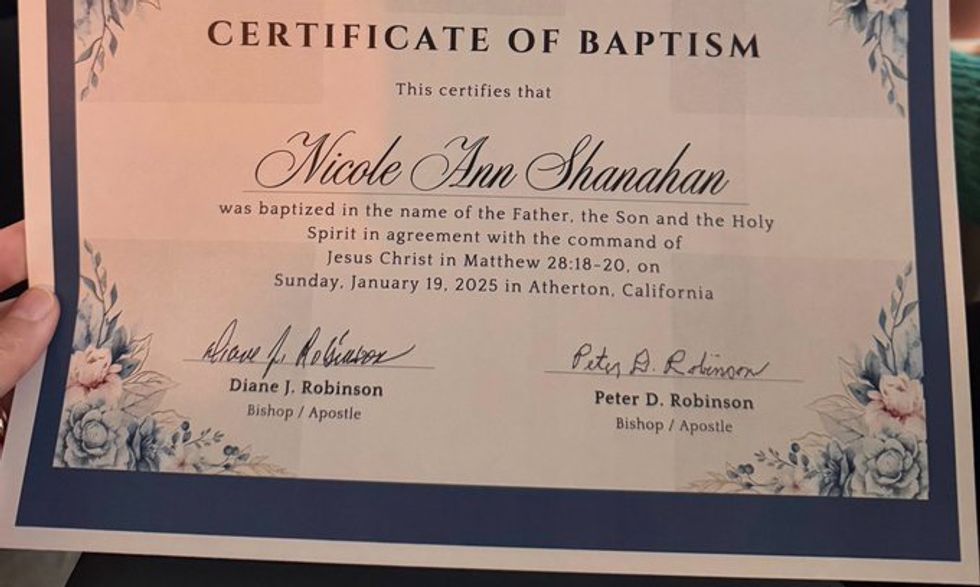 CERTIFICATE OF BAPTISM
This certifies that
Nicole Ann Shanahan
was baptized in the name of the Father, the Son and the Holy
Spirit in agreement with the command of
Jesus Christ in Matthew 28:18-20, on
Sunday, January 19, 2025 in Atherton, California
Diane J. Robinson
Peter D. Robinson
Diane J. Robinson
Peter D. Robinson
Bishop / Apostle
Bishop / Apostle